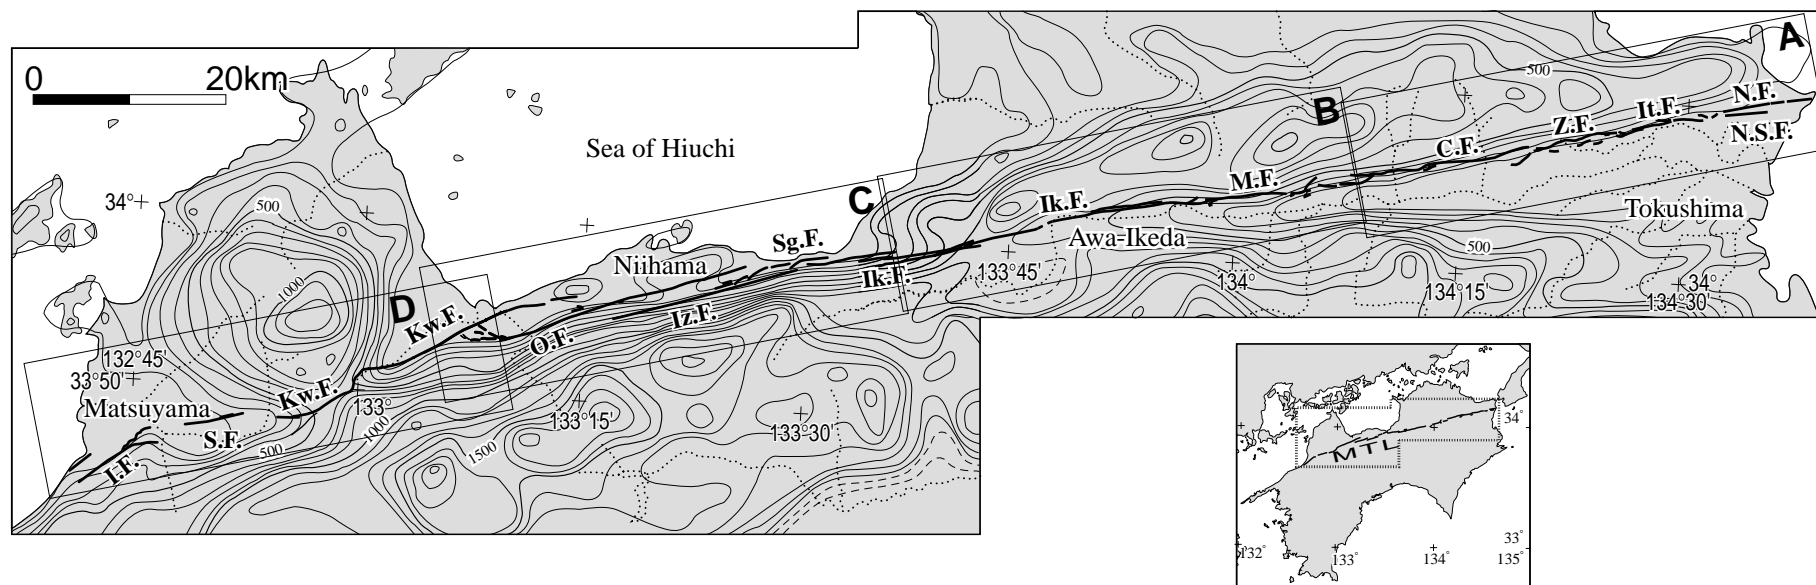 A
0 20km
500
N.F.
B
It.F.
N.S.F.
Z.F.
Sea of Hiuchi
C.F.
M.F.
C
34°
500
Ik.F.
Tokushima
Sg.F.
Awa-Ikeda
500
Niihama
Ik.F.
133°45'
134°
134°15'
34°
134°30'
1000
D
Kw.F.
Iz.F.
O.F.
132°45'
33°50'
Kw.F.
133°
Matsuyama
133°15'
133°30'
1000
S.F.
500
1500
I.F.
34°
MTL
33°
132°
133°
134°
135°